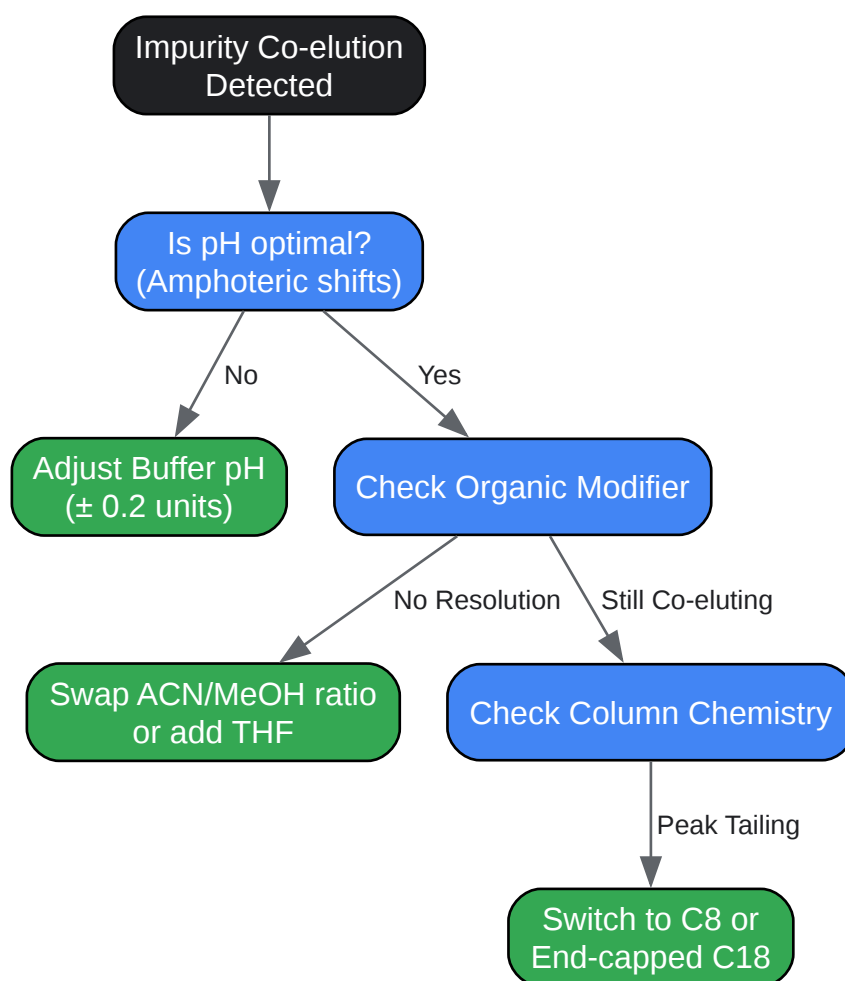 Impurity Co-elution
Detected
Is pH optimal?
(Amphoteric shifts)
No
Yes
Adjust Buffer pH
(± 0.2 units)
Check Organic Modifier
No Resolution
Still Co-eluting
Swap ACN/MeOH ratio
or add THF
Check Column Chemistry
Peak Tailing
Switch to C8 or
End-capped C18